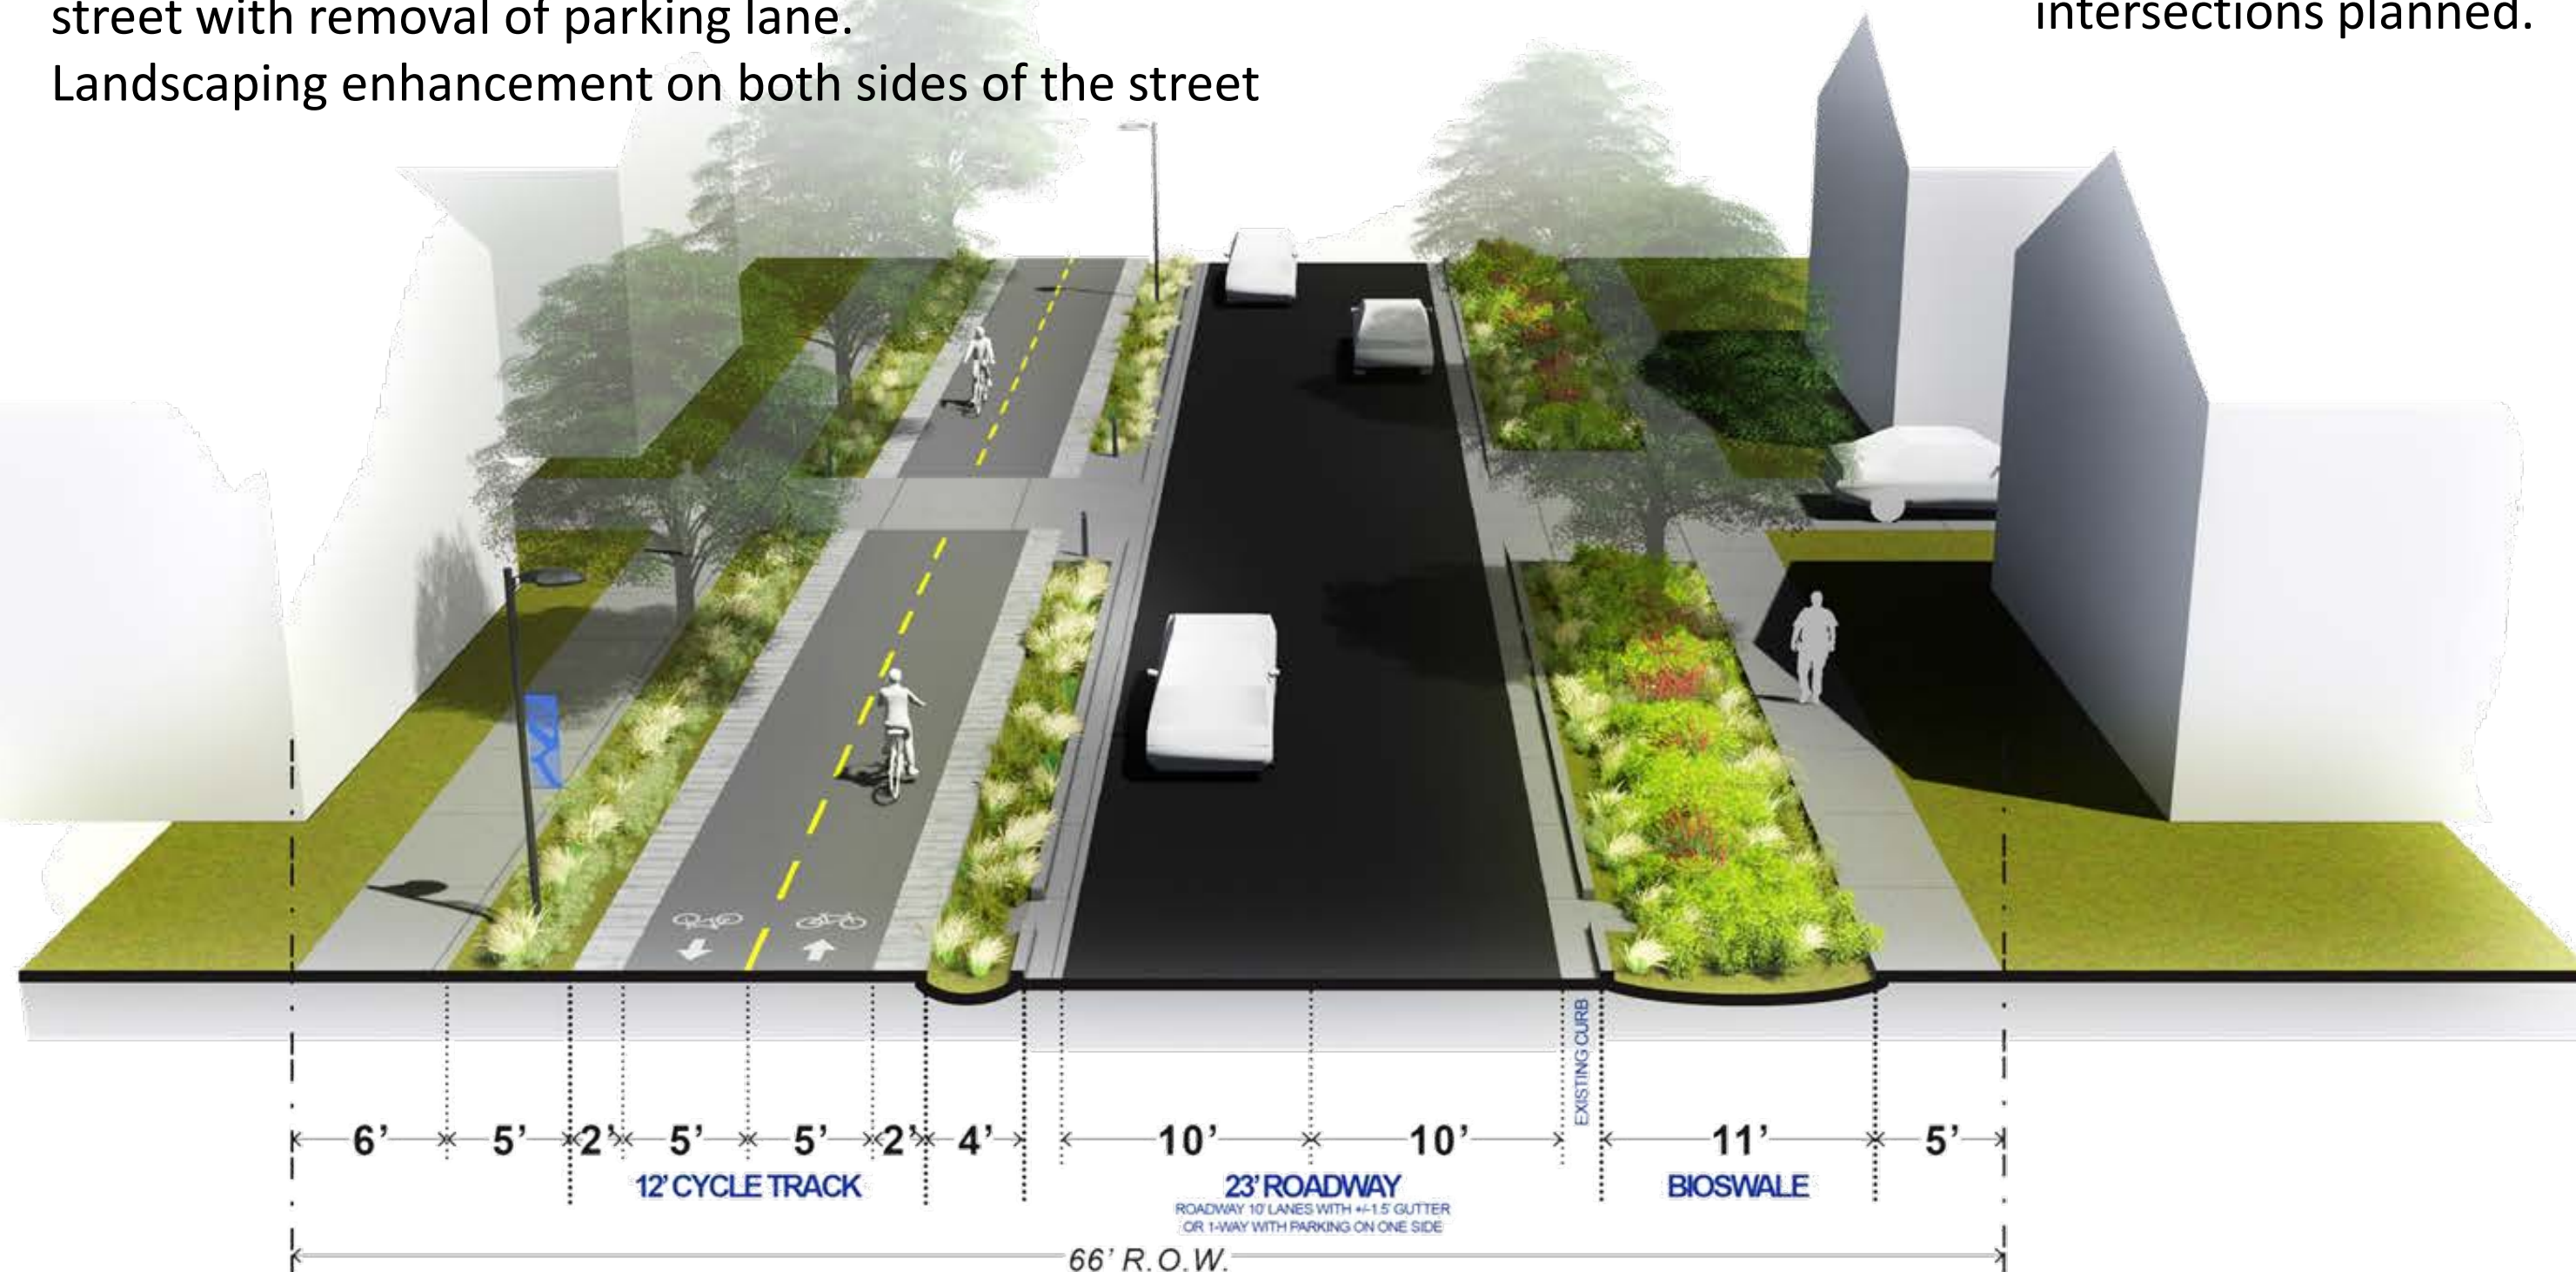 street with removal of parking lane.
Landscaping enhancement on both sides of the street
intersections planned.
EXISTING CURB
6' 5' 2' 5' 5' 2' 4' 10' 10' 11' 5'
12' CYCLE TRACK
23' ROADWAY
ROADWAY 10' LANES WITH +/-1.5' GUTTER
OR 1-WAY WITH PARKING ON ONE SIDE
BIOSWALE
66' R.O.W.